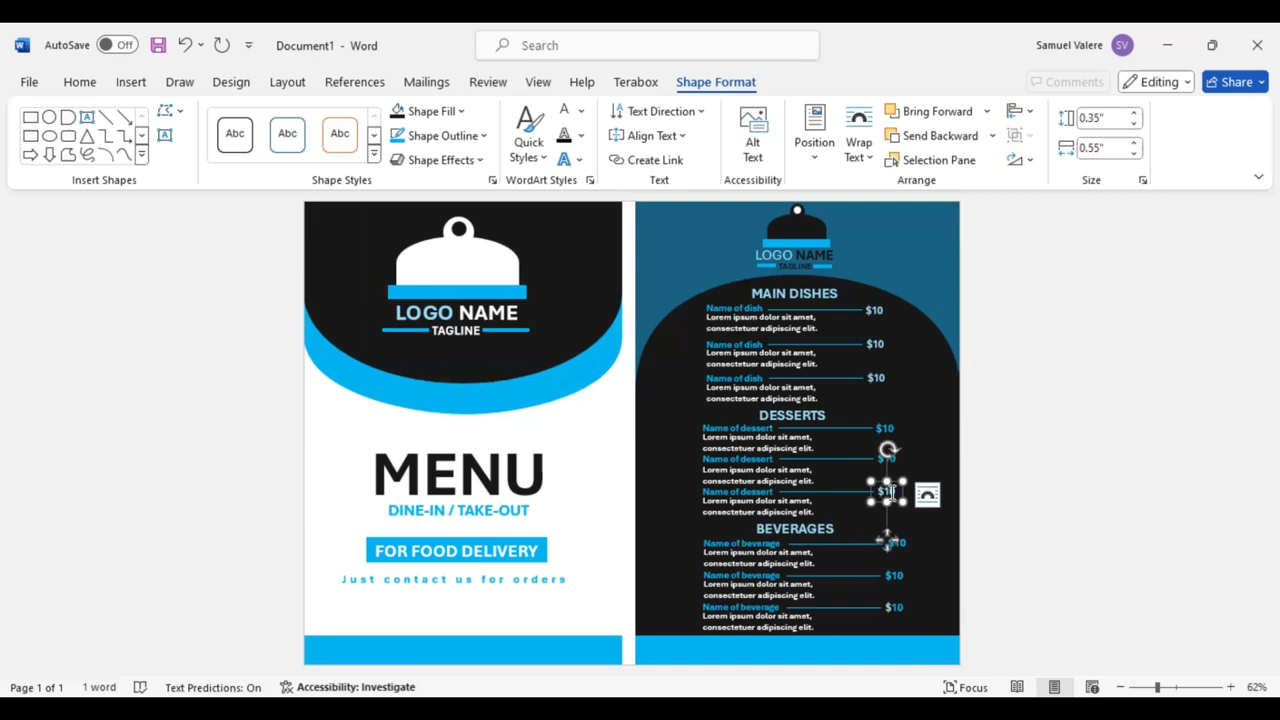 AutoSave Off Document1 - Word Search Samuel Valere SV
File Home Insert Draw Design Layout References Mailings Review View Help Terabox Shape Format Comments Editing Share
Abc Abc Abc
Shape Fill
Shape Outline
Shape Effects
Quick Styles
A
A
A
Text Direction
Align Text
Create Link
Alt Text
Position
Wrap Text
Bring Forward
Send Backward
Selection Pane
0.35"
0.55"
Insert Shapes Shape Styles WordArt Styles Text Accessibility Arrange Size
LOGO NAME
TAGLINE
MENU
DINE-IN / TAKE-OUT
FOR FOOD DELIVERY
Just contact us for orders
LOGO NAME
TAGLINE
MAIN DISHES
Name of dish $10
Lorem ipsum dolor sit amet,
consectetuer adipiscing elit.
Name of dish $10
Lorem ipsum dolor sit amet,
consectetuer adipiscing elit.
Name of dish $10
Lorem ipsum dolor sit amet,
consectetuer adipiscing elit.
DESSERTS
Name of dessert $10
Lorem ipsum dolor sit amet,
consectetuer adipiscing elit.
Name of dessert
Lorem ipsum dolor sit amet,
consectetuer adipiscing elit.
Name of dessert
Lorem ipsum dolor sit amet,
consectetuer adipiscing elit.
BEVERAGES
Name of beverage
Lorem ipsum dolor sit amet,
consectetuer adipiscing elit.
Name of beverage $10
Lorem ipsum dolor sit amet,
consectetuer adipiscing elit.
Name of beverage $10
Lorem ipsum dolor sit amet,
consectetuer adipiscing elit.
Page 1 of 1 1 word Text Predictions: On Accessibility: Investigate Focus 62%